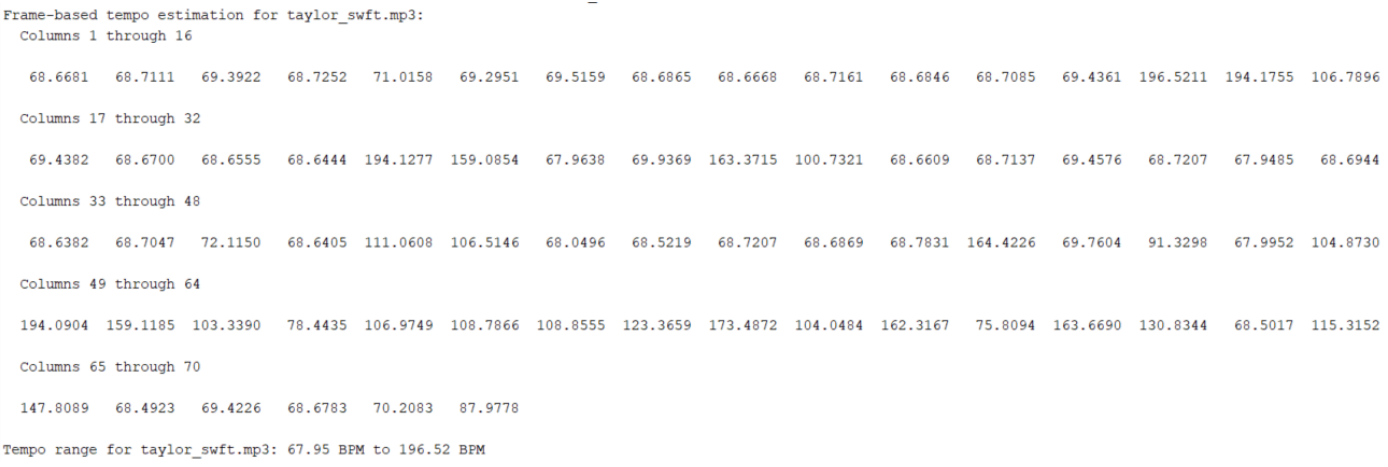 Frame-based tempo estimation for taylor_swft.mp3:
Columns 1 through 16
68.6681 68.7111 69.3922 68.7252 71.0158 69.2951 69.5159 68.6865 68.6668 68.7161 68.6846 68.7085 69.4361 196.5211 194.1755 106.7896
Columns 17 through 32
69.4382 68.6700 68.6555 68.6444 194.1277 159.0854 67.9638 69.9369 163.3715 100.7321 68.6609 68.7137 69.4576 68.7207 67.9485 68.6944
Columns 33 through 48
68.6382 68.7047 72.1150 68.6405 111.0608 106.5146 68.0496 68.5219 68.7207 68.6869 68.7831 164.4226 69.7604 91.3298 67.9952 104.8730
Columns 49 through 64
194.0904 159.1185 103.3390 78.4435 106.9749 108.7866 108.8555 123.3659 173.4872 104.0484 162.3167 75.8094 163.6690 130.8344 68.5017 115.3152
Columns 65 through 70
147.8089 68.4923 69.4226 68.6783 70.2083 87.9778
Tempo range for taylor_swft.mp3: 67.95 BPM to 196.52 BPM